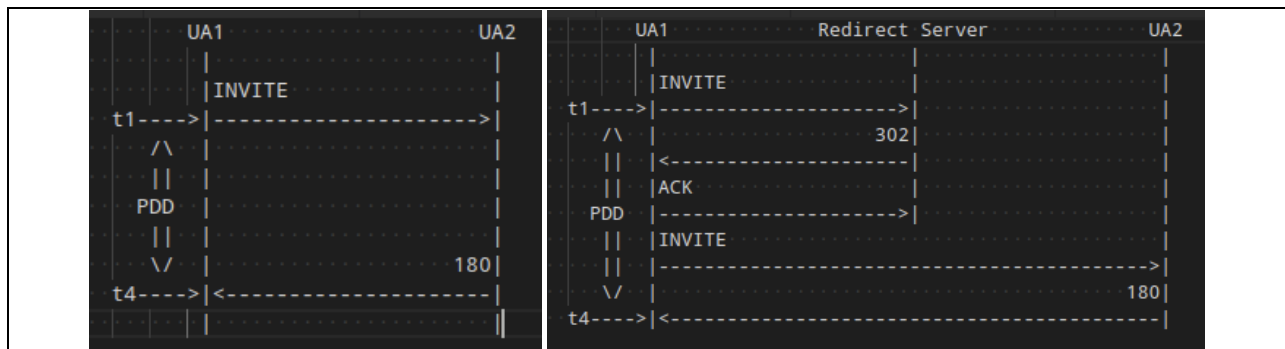 UA1 UA2
|INVITE |
t1---->|--------------------->|
/\ | |
|| | |
PDD | |
|| | |
\/ | 180|
t4---->|<---------------------|
UA1 Redirect Server UA2
|INVITE | |
t1---->|------------------->| |
/\ | 302| |
|| |<-------------------| |
|| |ACK | |
PDD |------------------->| |
|| |INVITE |
|| |--------------------------------------->|
\/ | 180|
t4---->|<---------------------------------------|